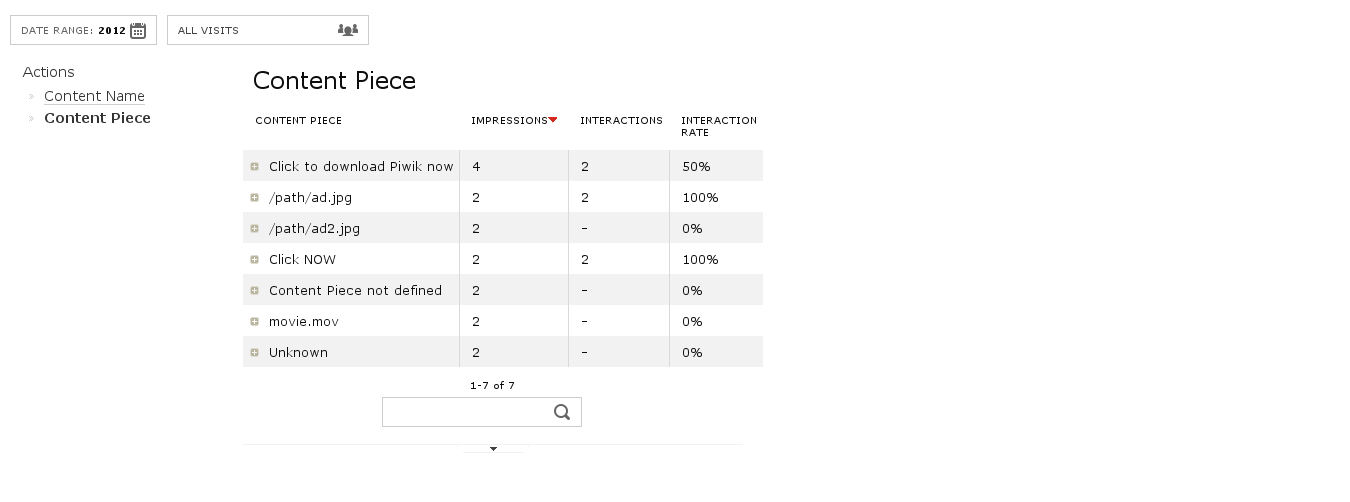 DATE RANGE: 2012
ALL VISITS
Actions
Content Name
Content Piece
Content Piece
CONTENT PIECE IMPRESSIONS INTERACTIONS INTERACTION RATE
Click to download Piwik now 4 2 50%
/path/ad.jpg 2 2 100%
/path/ad2.jpg 2 - 0%
Click NOW 2 2 100%
Content Piece not defined 2 - 0%
movie.mov 2 - 0%
Unknown 2 - 0%
1-7 of 7